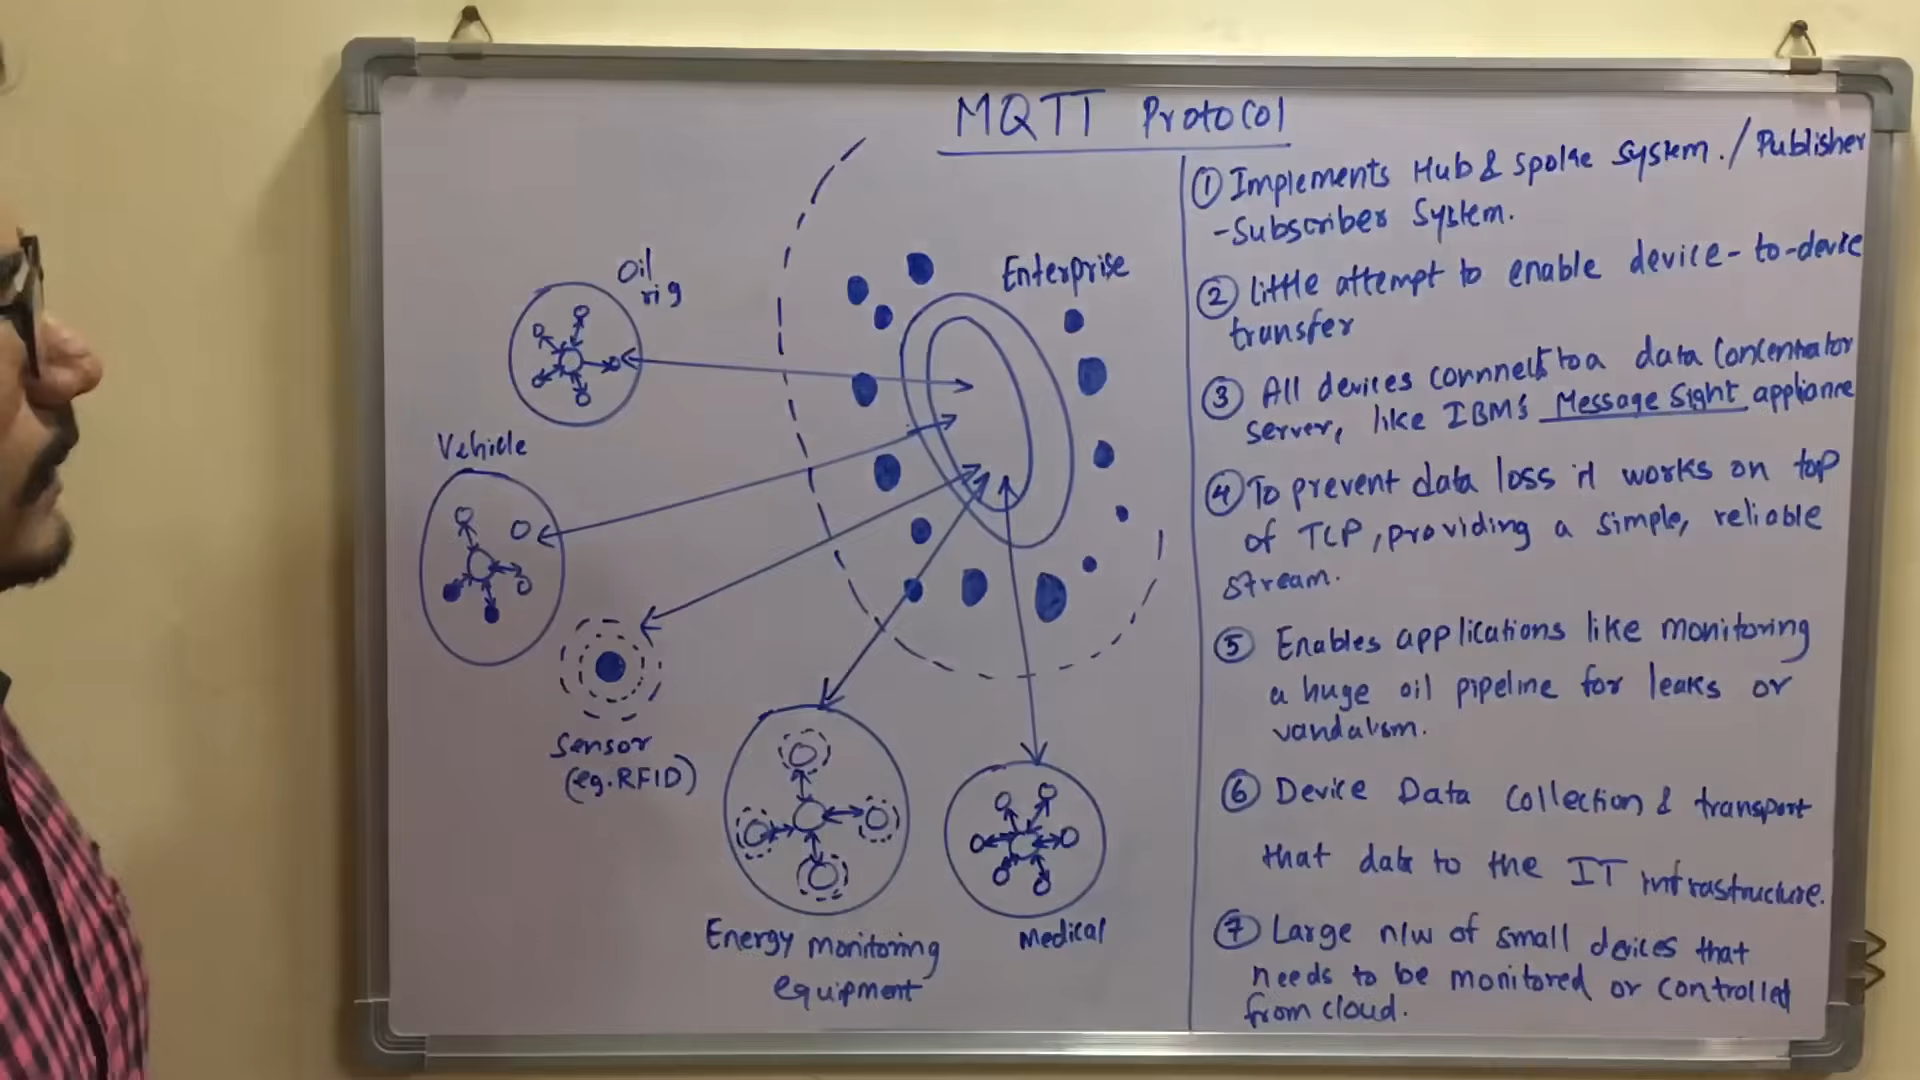 MQTT Protocol
Oil
rig
Enterprise
Vehicle
Sensor
(eg. RFID)
Energy monitoring
equipment
Medical
① Implements Hub & spoke system. / Publisher
- Subscriber System.
② little attempt to enable device-to-device
transfer
③ All devices connnects to a data Concentrator
server, like IBM's Message Sight appliance
④ To prevent data loss it works on top
of TCP, providing a simple, reliable
stream.
⑤ Enables applications like monitoring
a huge oil pipeline for leaks or
vandalism.
⑥ Device Data Collection & transport
that data to the IT infrastructure.
⑦ Large n/w of small devices that
needs to be monitored or controlled
from cloud.